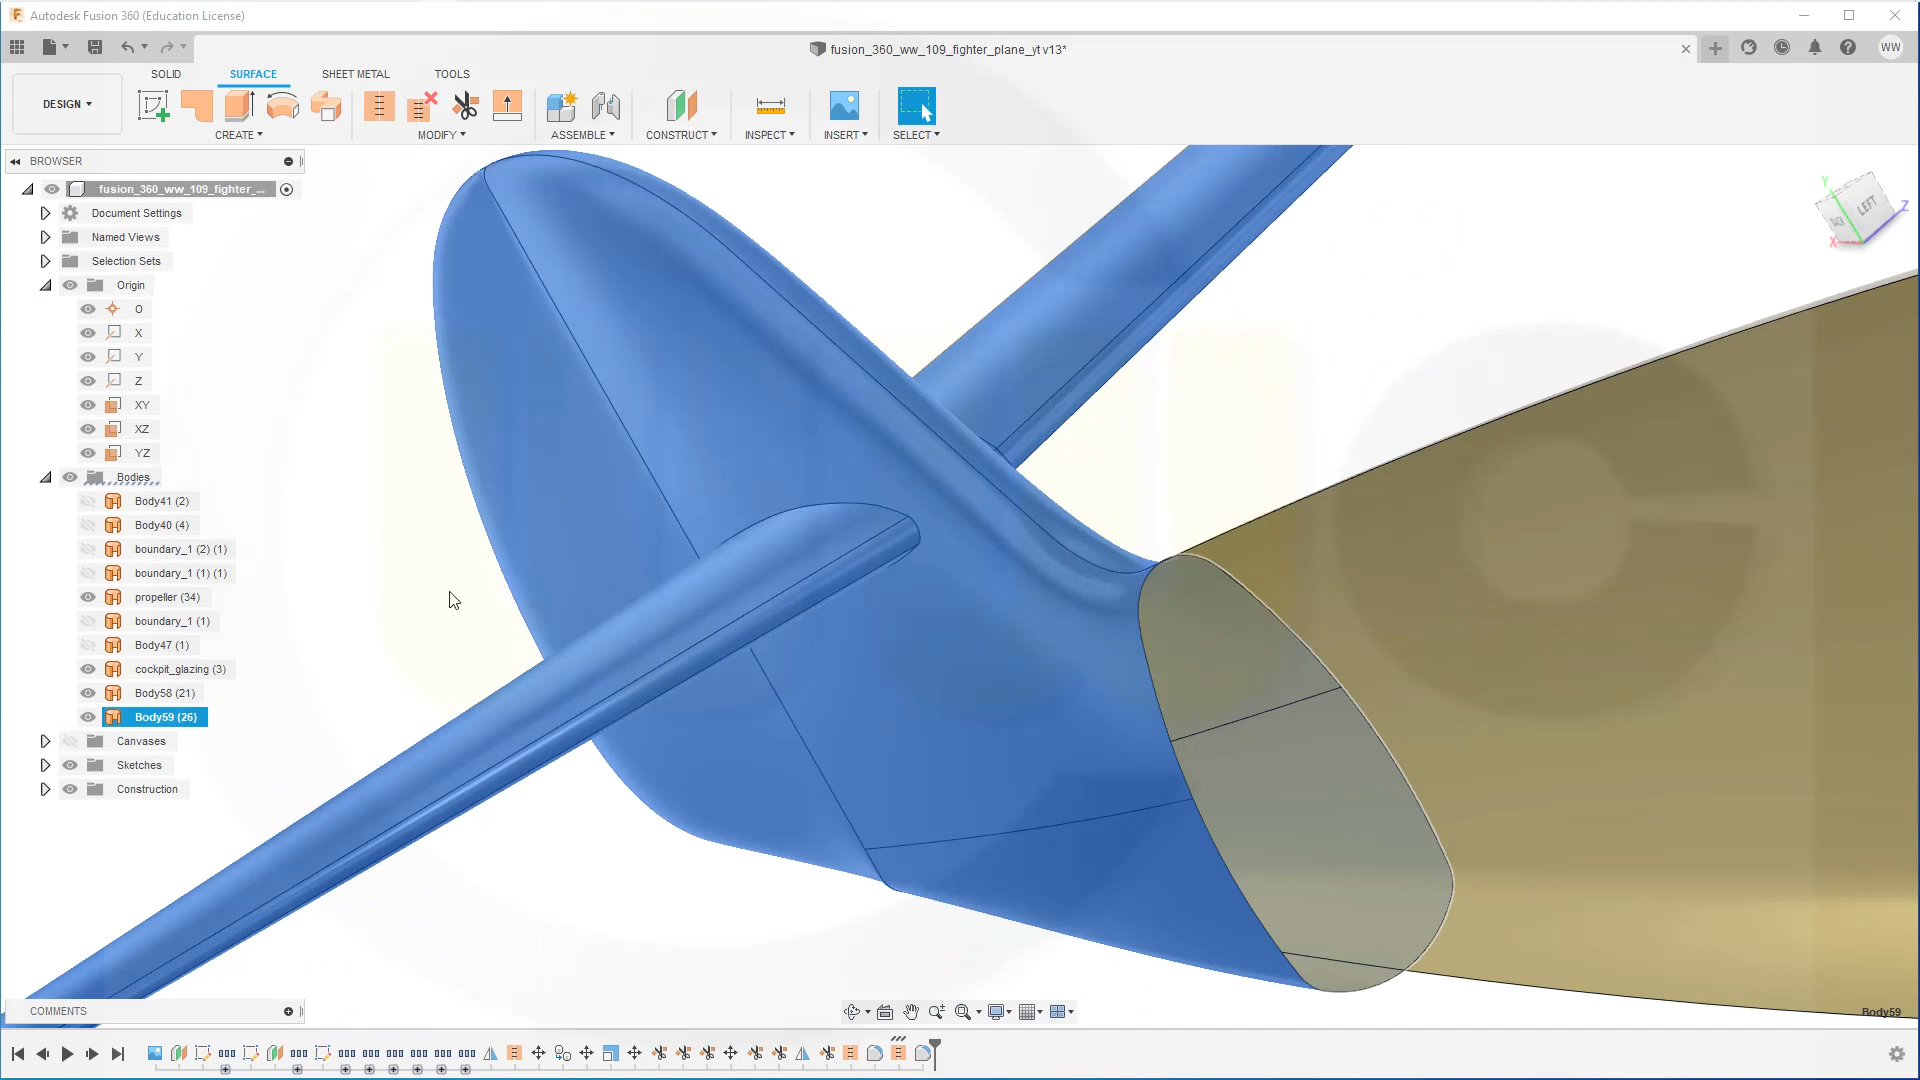 Autodesk Fusion 360 (Education License)
fusion_360_ww_109_fighter_plane_yt v13*
WW
DESIGN
SOLID
SURFACE
SHEET METAL
TOOLS
CREATE
MODIFY
ASSEMBLE
CONSTRUCT
INSPECT
INSERT
SELECT
BROWSER
fusion_360_ww_109_fighter_...
Document Settings
Named Views
Selection Sets
Origin
O
X
Y
Z
XY
XZ
YZ
Bodies
Body41 (2)
Body40 (4)
boundary_1 (2) (1)
boundary_1 (1) (1)
propeller (34)
boundary_1 (1)
Body47 (1)
cockpit_glazing (3)
Body58 (21)
Body59 (26)
Canvases
Sketches
Construction
Y
LEFT
Z
X
Body59
COMMENTS